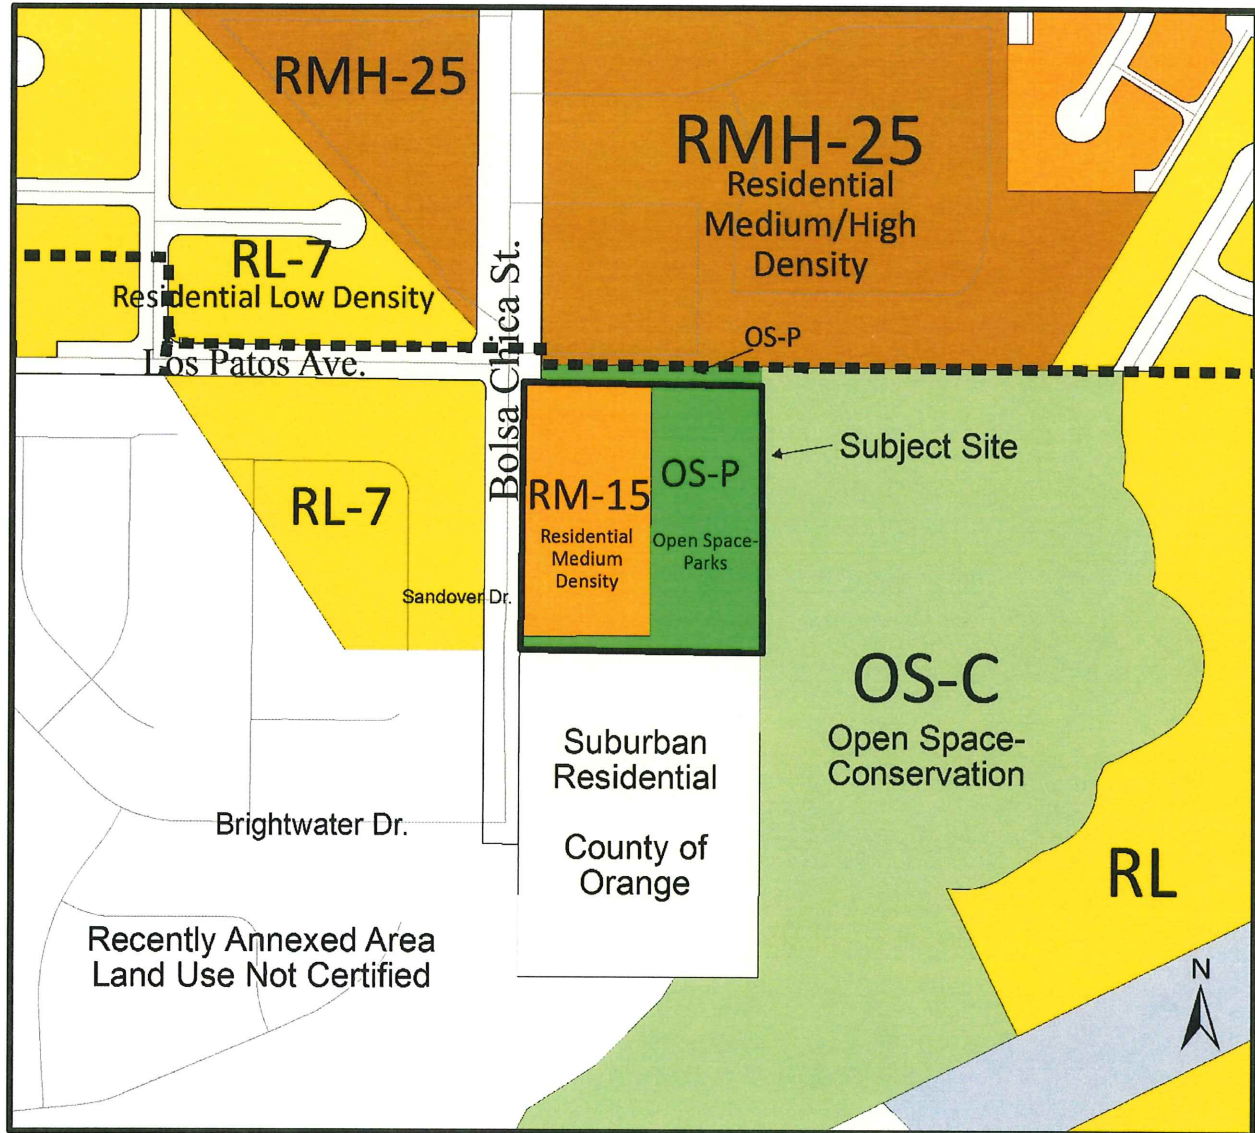 RMH-25
RMH-25
Residential
Medium/High
Density
RL-7
Residential Low Density
Bolsa Chica St.
OS-P
Los Patos Ave.
Subject Site
OS-P
Open Space-
Parks
RM-15
Residential
Medium
Density
RL-7
Sandover Dr.
OS-C
Open Space-
Conservation
Suburban
Residential
County of
Orange
Brightwater Dr.
RL
Recently Annexed Area
Land Use Not Certified
N